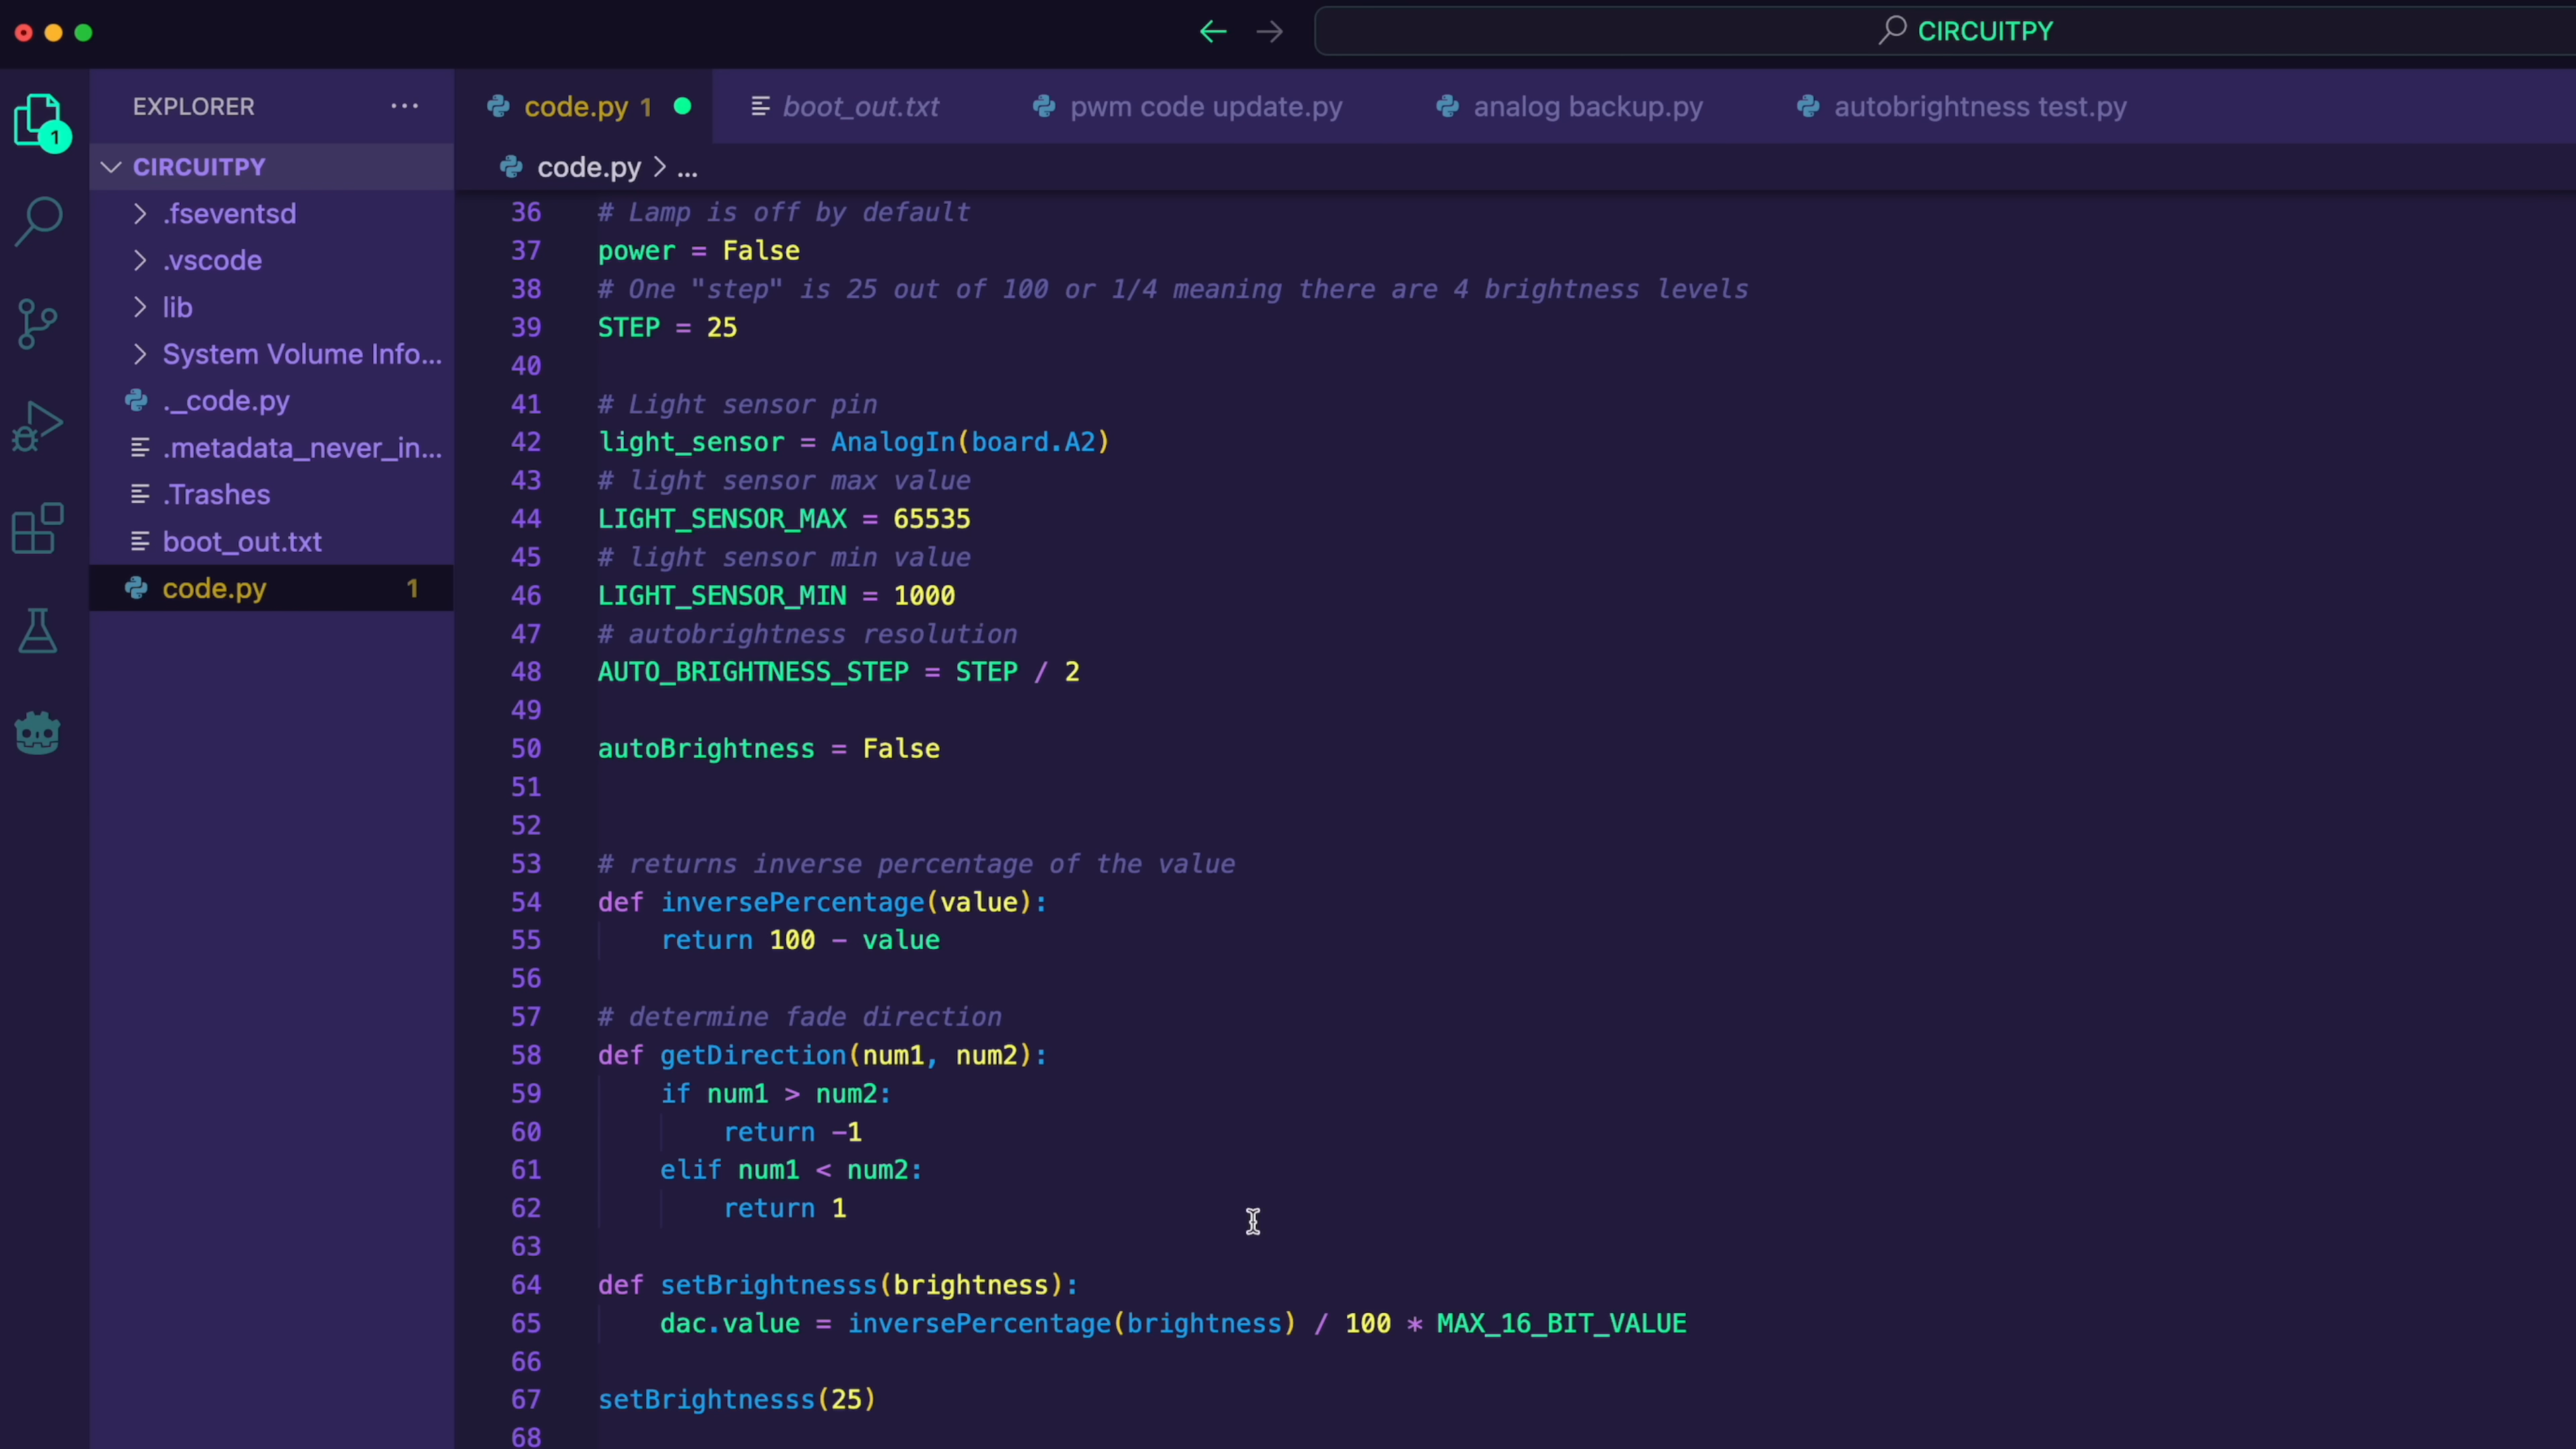 CIRCUITPY
EXPLORER ...
code.py 1
boot_out.txt
pwm code update.py
analog backup.py
autobrightness test.py
1
CIRCUITPY
code.py > ...
.fseventsd
.vscode
lib
System Volume Info...
._code.py
.metadata_never_in...
.Trashes
boot_out.txt
code.py 1
36 # Lamp is off by default
37 power = False
38 # One "step" is 25 out of 100 or 1/4 meaning there are 4 brightness levels
39 STEP = 25
40
41 # Light sensor pin
42 light_sensor = AnalogIn(board.A2)
43 # light sensor max value
44 LIGHT_SENSOR_MAX = 65535
45 # light sensor min value
46 LIGHT_SENSOR_MIN = 1000
47 # autobrightness resolution
48 AUTO_BRIGHTNESS_STEP = STEP / 2
49
50 autoBrightness = False
51
52
53 # returns inverse percentage of the value
54 def inversePercentage(value):
55 return 100 - value
56
57 # determine fade direction
58 def getDirection(num1, num2):
59 if num1 > num2:
60 return -1
61 elif num1 < num2:
62 return 1
63
64 def setBrightnesss(brightness):
65 dac.value = inversePercentage(brightness) / 100 * MAX_16_BIT_VALUE
66
67 setBrightnesss(25)
68